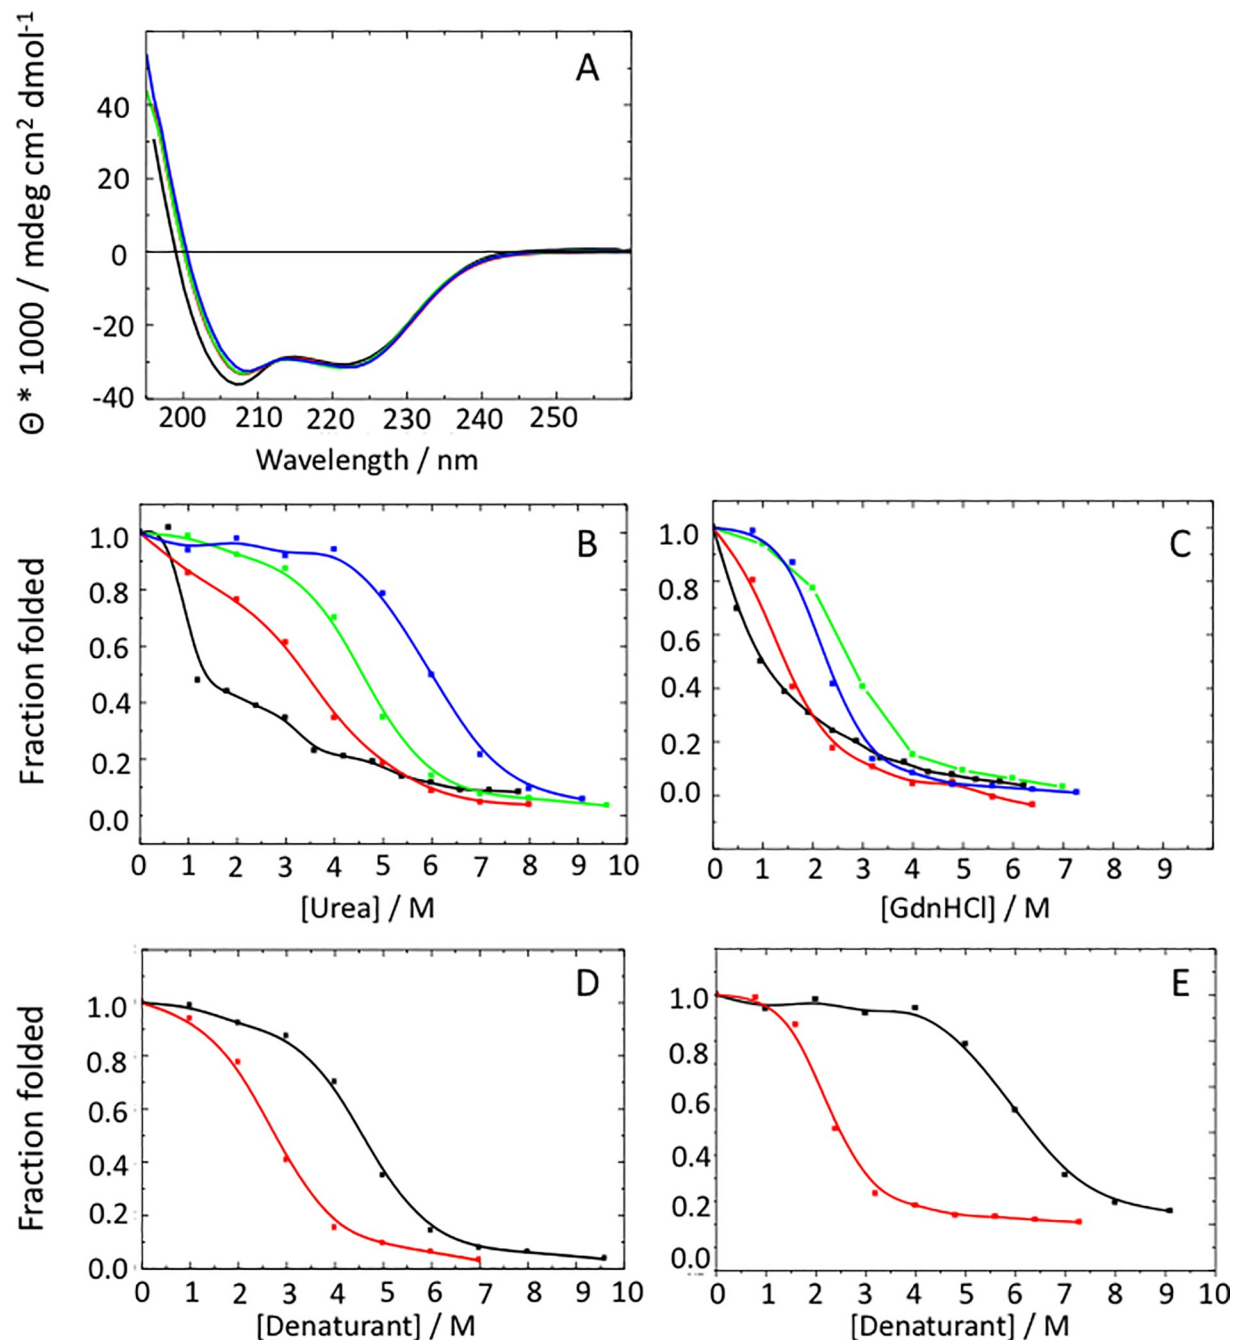 A
Θ * 1000 / mdeg cm² dmol⁻¹
40
20
0
-20
-40
200 210 220 230 240 250
Wavelength / nm
B
Fraction folded
1.0
0.8
0.6
0.4
0.2
0.0
0 1 2 3 4 5 6 7 8 9 10
[Urea] / M
C
1.0
0.8
0.6
0.4
0.2
0.0
0 1 2 3 4 5 6 7 8 9
[GdnHCl] / M
D
Fraction folded
1.0
0.8
0.6
0.4
0.2
0.0
0 1 2 3 4 5 6 7 8 9 10
[Denaturant] / M
E
1.0
0.8
0.6
0.4
0.2
0.0
0 1 2 3 4 5 6 7 8 9 10
[Denaturant] / M